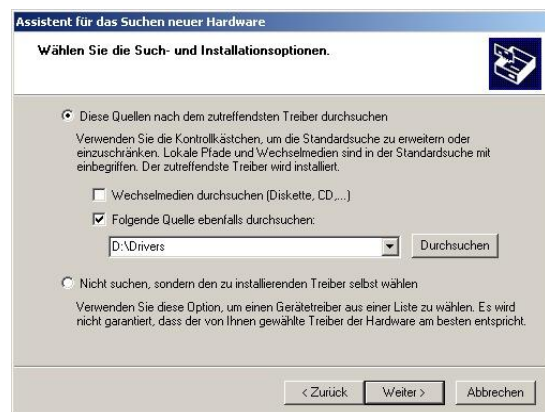 Assistent für das Suchen neuer Hardware
Wählen Sie die Such- und Installationsoptionen.
Diese Quellen nach dem zutreffendsten Treiber durchsuchen
Verwenden Sie die Kontrollkästchen, um die Standardsuche zu erweitern oder
einzuschränken. Lokale Pfade und Wechselmedien sind in der Standardsuche mit
einbegriffen. Der zutreffendste Treiber wird installiert.
Wechselmedien durchsuchen (Diskette, CD,...)
Folgende Quelle ebenfalls durchsuchen:
D:\Drivers
Durchsuchen
Nicht suchen, sondern den zu installierenden Treiber selbst wählen
Verwenden Sie diese Option, um einen Gerätetreiber aus einer Liste zu wählen. Es wird
nicht garantiert, dass der von Ihnen gewählte Treiber der Hardware am besten entspricht.
< Zurück Weiter > Abbrechen